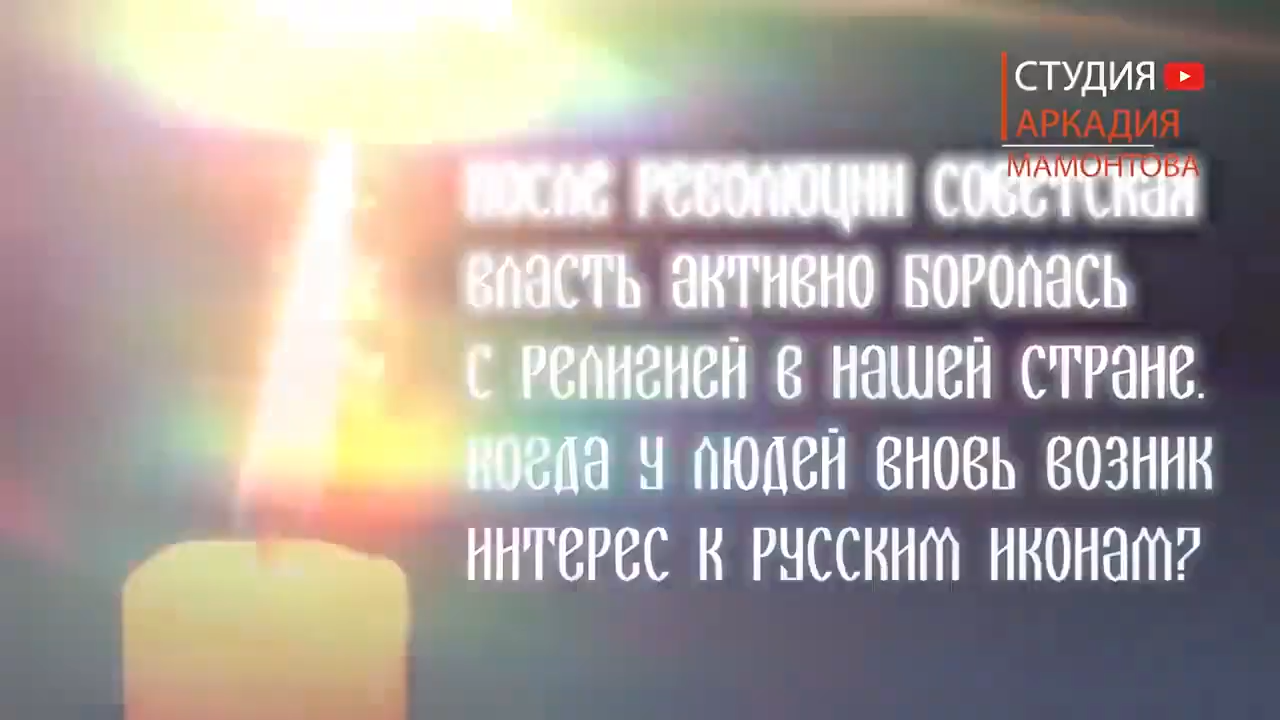 СТУДИЯ
АРКАДИЯ
МАМОНТОВА
ПОСЛЕ РЕВОЛЮЦИИ СОВЕТСКАЯ
ВЛАСТЬ АКТИВНО БОРОЛАСЬ
С РЕЛИГИЕЙ В НАШЕЙ СТРАНЕ.
КОГДА У ЛЮДЕЙ ВНОВЬ ВОЗНИК
ИНТЕРЕС К РУССКИМ ИКОНАМ?